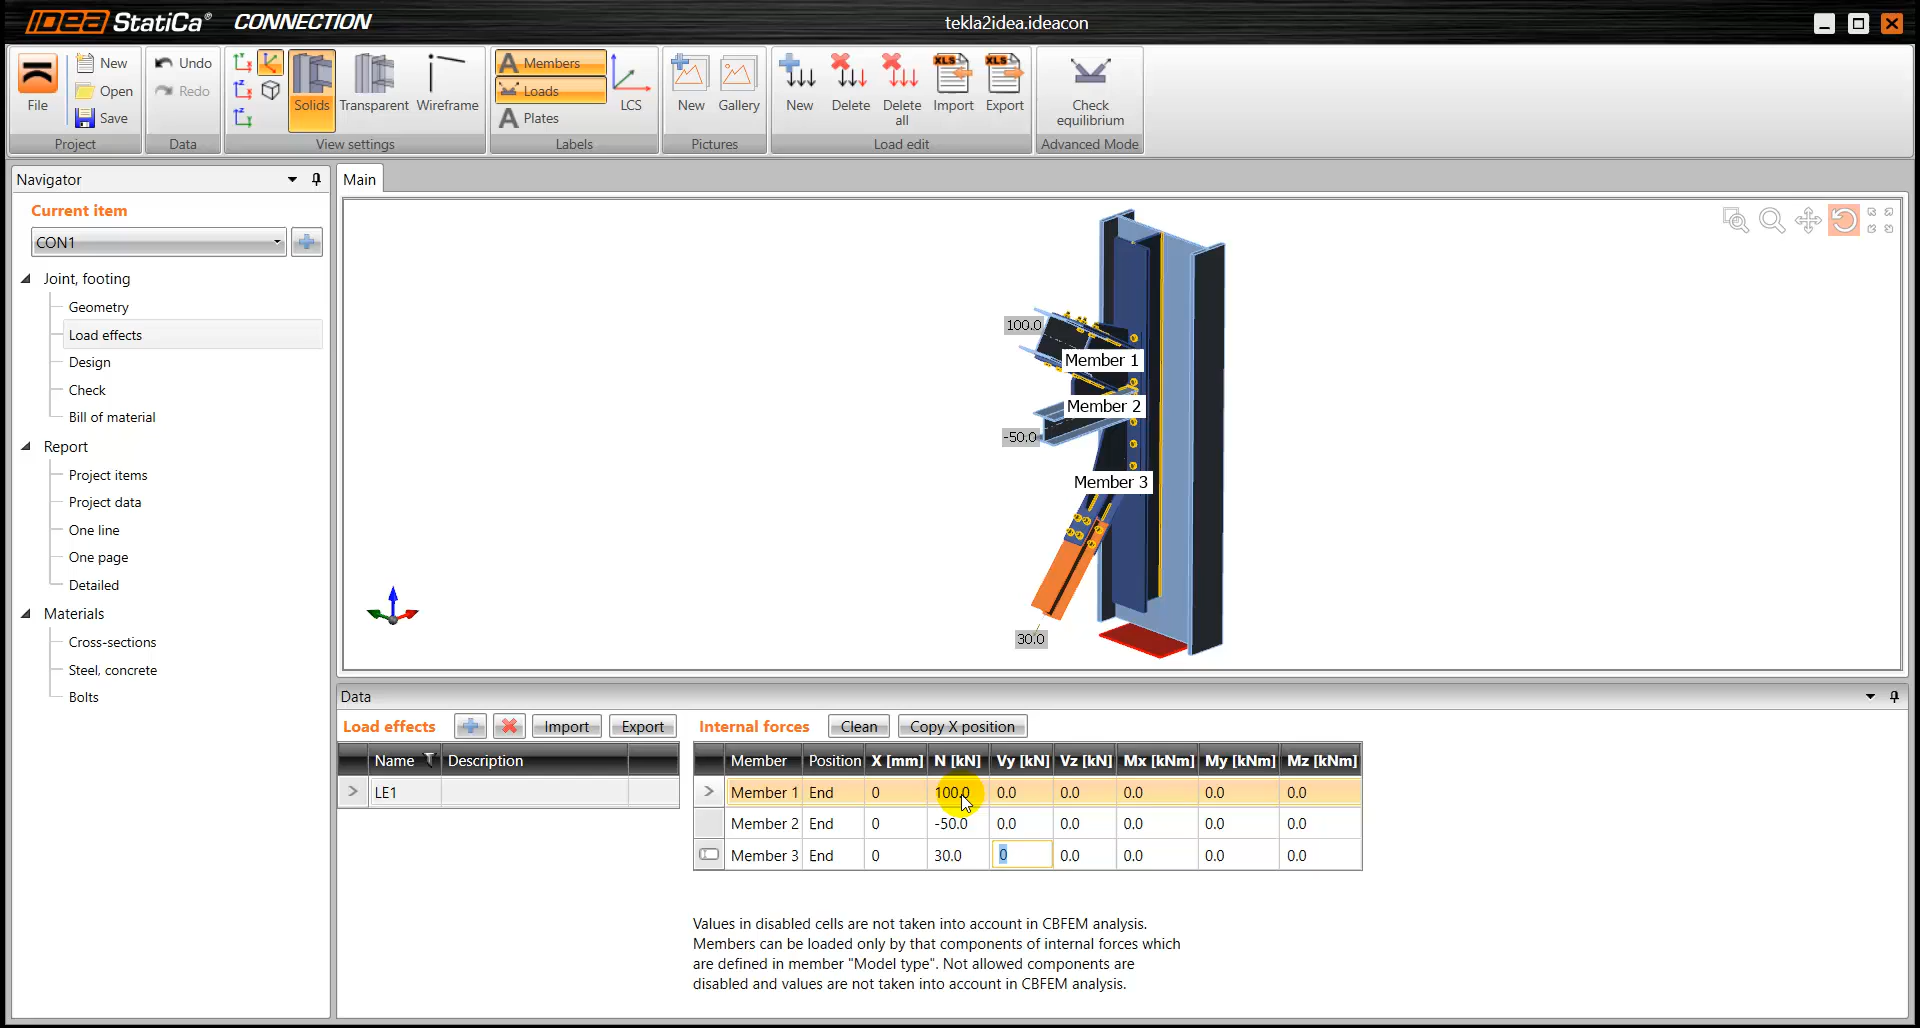 IDEA StatiCa® CONNECTION
tekla2idea.ideacon
File
New
Open
Save
Project
Undo
Redo
Data
Solids
Transparent
Wireframe
View settings
Members
Loads
Plates
LCS
Labels
New
Gallery
Pictures
New
Delete
Delete all
XLS Import
XLS Export
Load edit
Check equilibrium
Advanced Mode
Navigator
Current item
CON1
Joint, footing
Geometry
Load effects
Design
Check
Bill of material
Report
Project items
Project data
One line
One page
Detailed
Materials
Cross-sections
Steel, concrete
Bolts
Main
100.0
Member 1
Member 2
-50.0
Member 3
30.0
Data
Load effects Import Export
Name Description
LE1
Internal forces Clean Copy X position
Member Position X [mm] N [kN] Vy [kN] Vz [kN] Mx [kNm] My [kNm] Mz [kNm]
Member 1 End 0 100.0 0.0 0.0 0.0 0.0 0.0
Member 2 End 0 -50.0 0.0 0.0 0.0 0.0 0.0
Member 3 End 0 30.0 0 0.0 0.0 0.0 0.0
Values in disabled cells are not taken into account in CBFEM analysis.
Members can be loaded only by that components of internal forces which
are defined in member "Model type". Not allowed components are
disabled and values are not taken into account in CBFEM analysis.